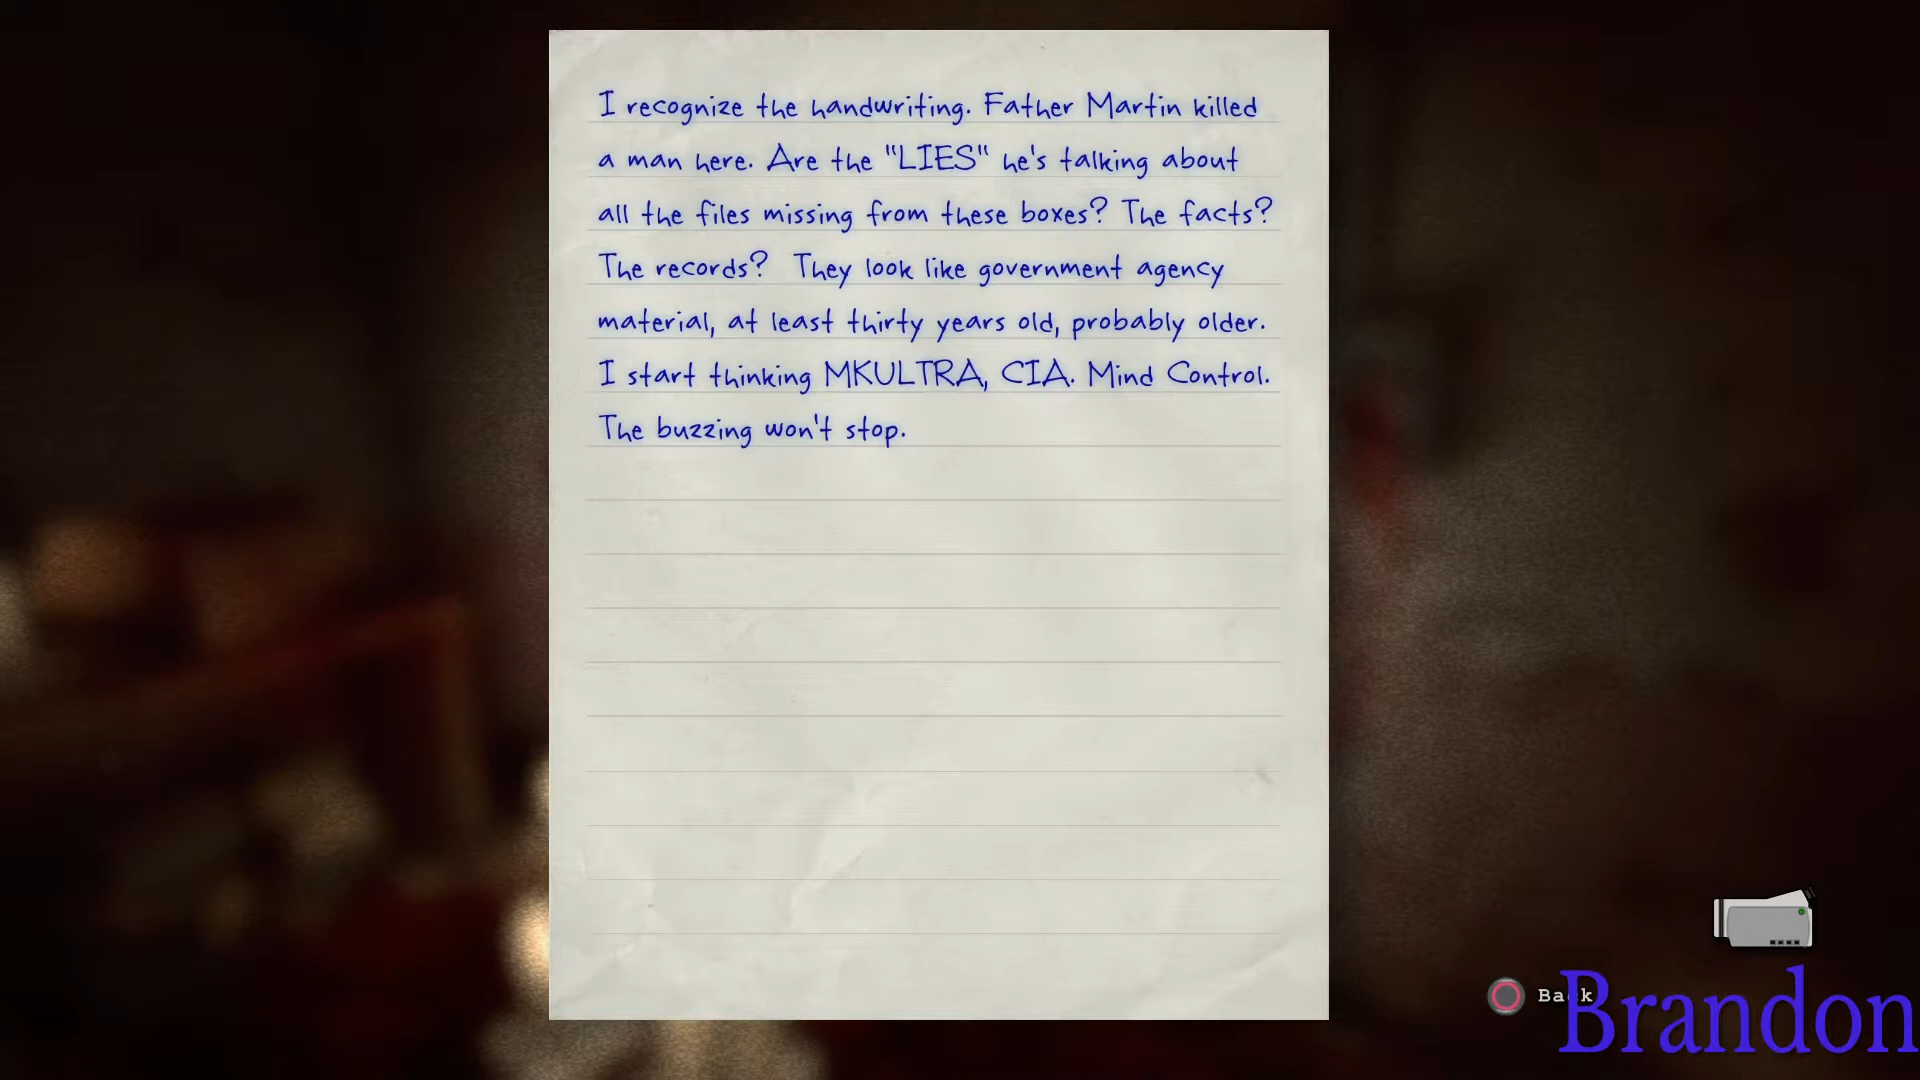 I recognize the handwriting. Father Martin killed
a man here. Are the "LIES" he's talking about
all the files missing from these boxes? The facts?
The records? They look like government agency
material, at least thirty years old, probably older.
I start thinking MKULTRA, CIA. Mind Control.
The buzzing won't stop.
Back
Brandon